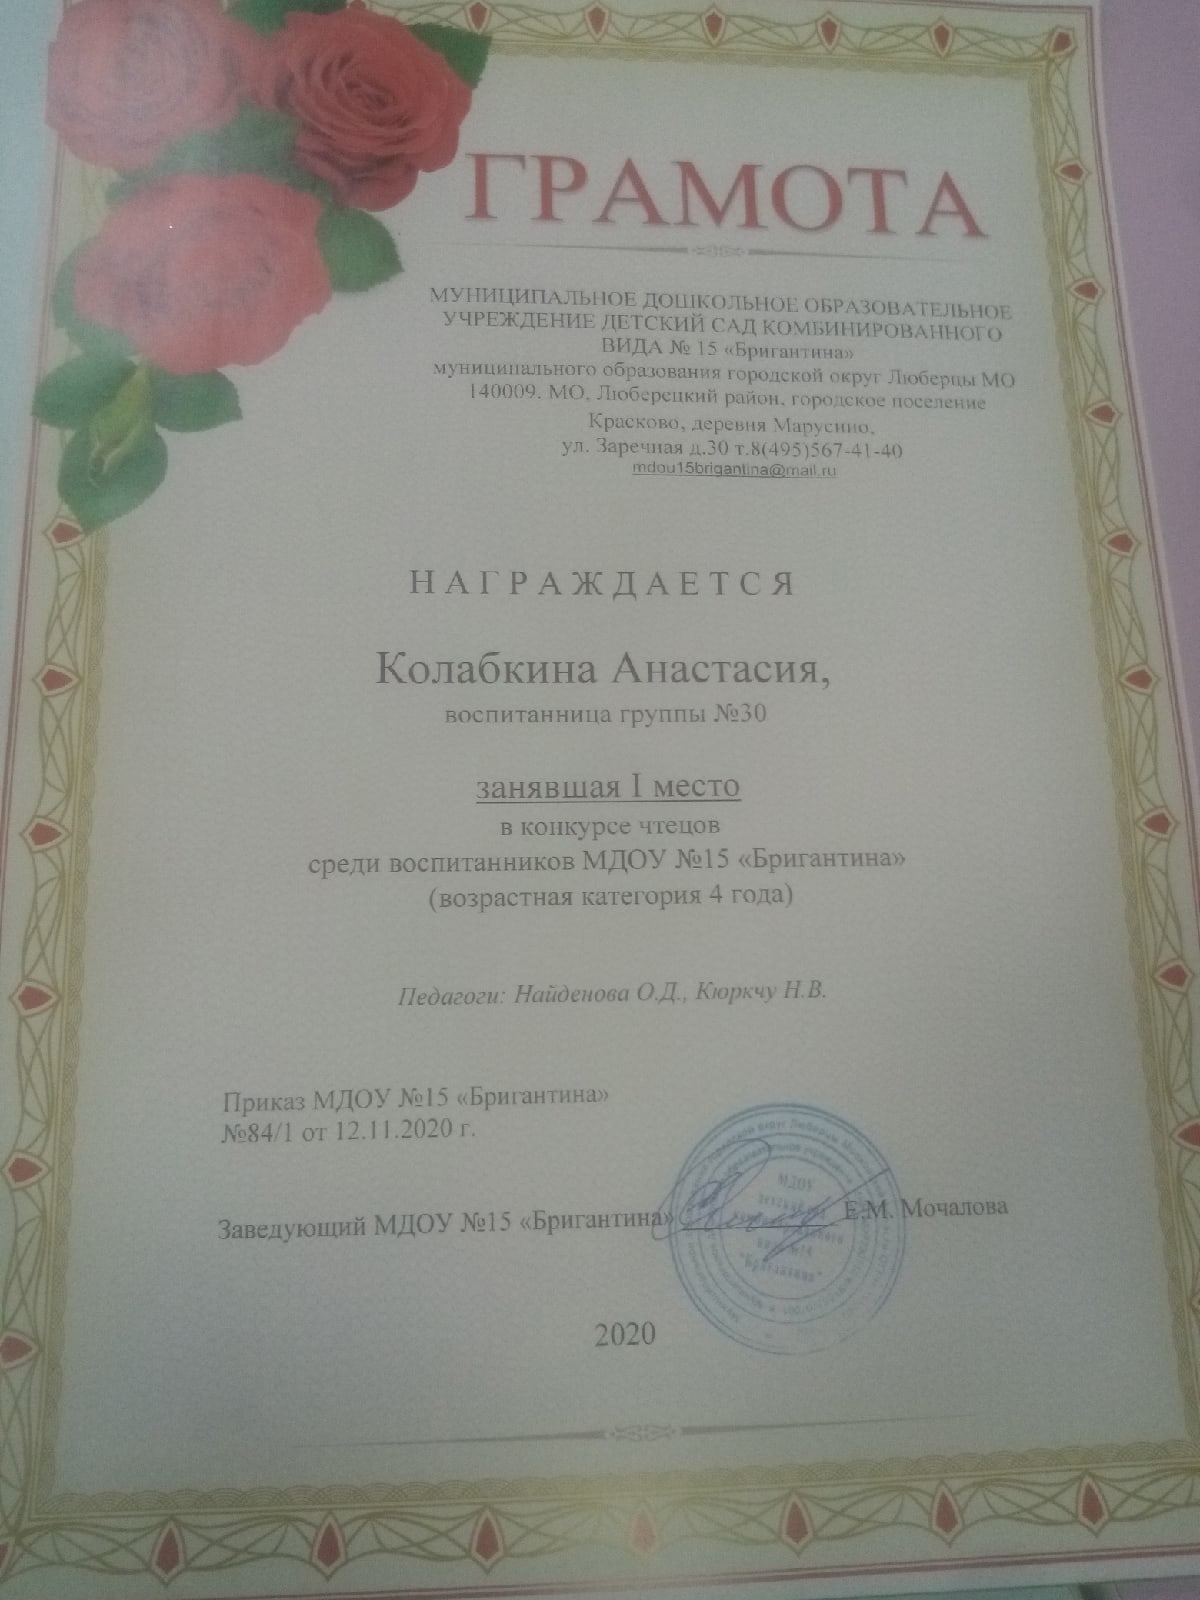 ГРАМОТА
МУНИЦИПАЛЬНОЕ ДОШКОЛЬНОЕ ОБРАЗОВАТЕЛЬНОЕ
УЧРЕЖДЕНИЕ ДЕТСКИЙ САД КОМБИНИРОВАННОГО
ВИДА № 15 «Бригантина»
муниципального образования городской округ Люберцы МО
140009. МО, Люберецкий район, городское поселение
Красково, деревня Марусино,
ул. Заречная д.30 т.8(495)567-41-40
mdou15brigantina@mail.ru
НАГРАЖДАЕТСЯ
Колабкина Анастасия,
воспитанница группы №30
занявшая I место
в конкурсе чтецов
среди воспитанников МДОУ №15 «Бригантина»
(возрастная категория 4 года)
Педагоги: Найденова О.Д., Кюркчу Н.В.
Приказ МДОУ №15 «Бригантина»
№84/1 от 12.11.2020 г.
Заведующий МДОУ №15 «Бригантина» Е.М. Мочалова
МДОУ
"Бригантина"
2020